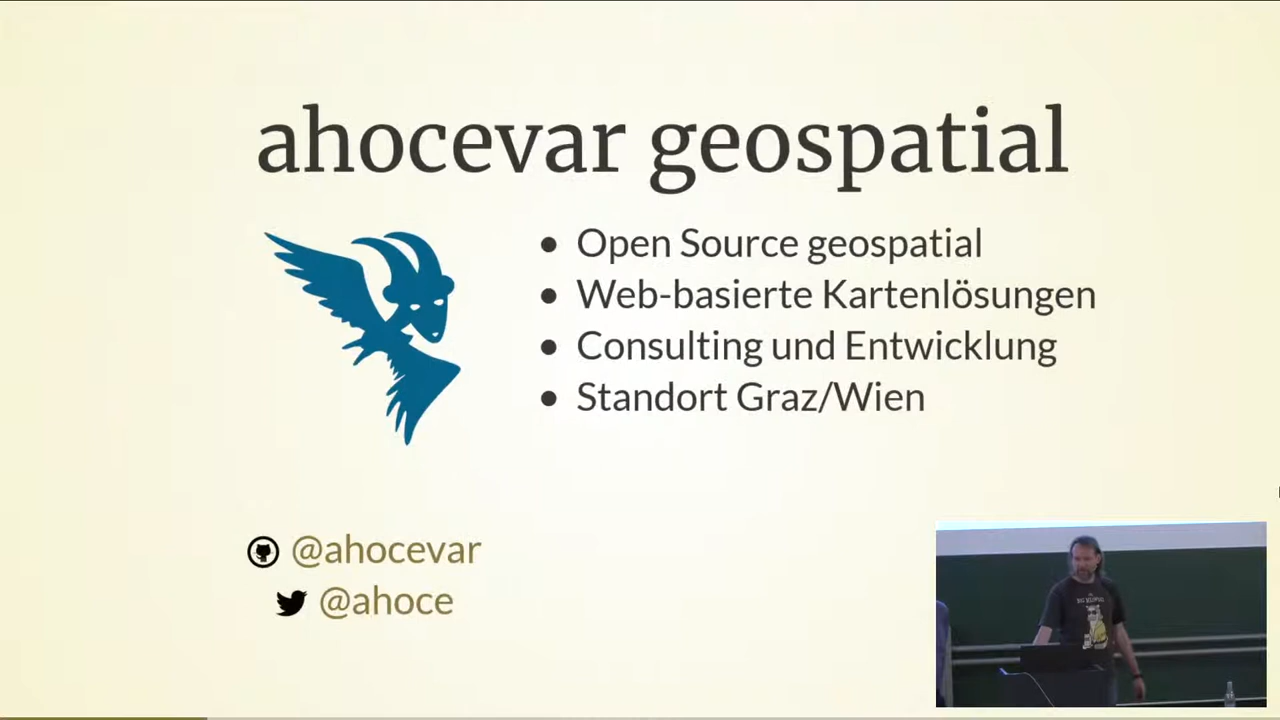 ahocevar geospatial
Open Source geospatial
Web-basierte Kartenlösungen
Consulting und Entwicklung
Standort Graz/Wien
@ahocevar
@ahoce